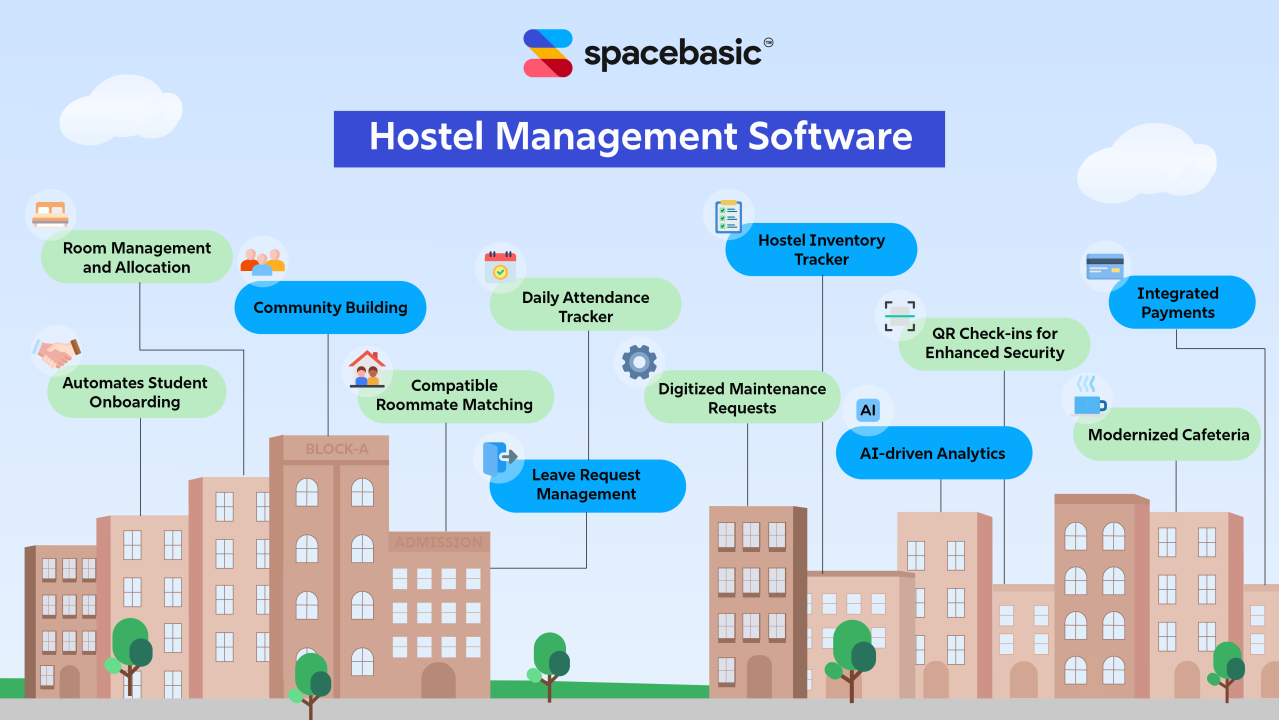 spacebasic™
Hostel Management Software
Room Management
and Allocation
Community Building
Automates Student
Onboarding
Compatible
Roommate Matching
Daily Attendance
Tracker
Leave Request
Management
Hostel Inventory
Tracker
Digitized Maintenance
Requests
QR Check-ins for
Enhanced Security
AI
AI-driven Analytics
Integrated
Payments
Modernized Cafeteria
BLOCK-A
ADMISSION